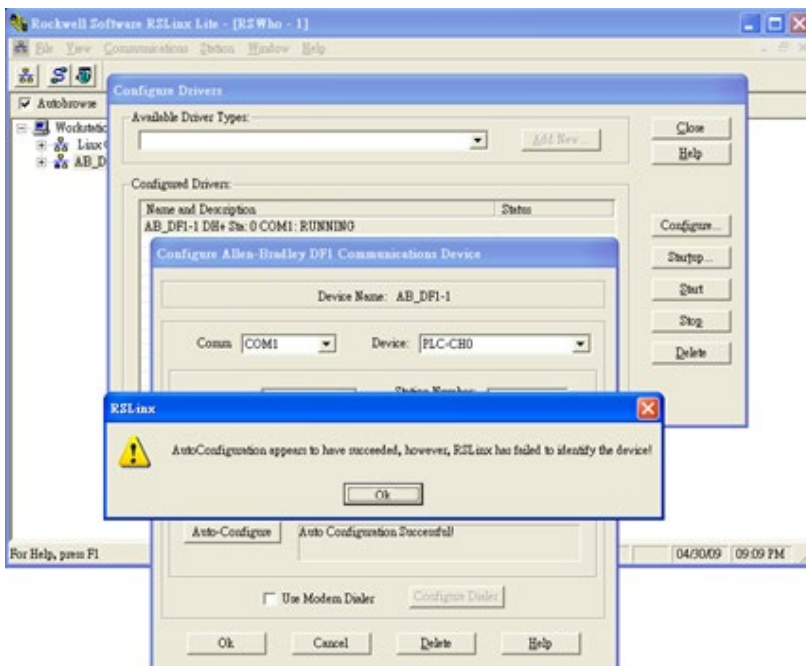 Rockwell Software RSLinx Lite - [RSWho - 1]
File View Communications Station Window Help
Autobrowse
Workstatio
Linx
AB_D
Configure Drivers
Available Driver Types:
Add New...
Close
Help
Configured Drivers:
Name and Description Status
AB_DF1-1 DH+ Sta: 0 COM1: RUNNING
Configure...
Startup...
Start
Stop
Delete
Configure Allen-Bradley DF1 Communications Device
Device Name: AB_DF1-1
Comm COM1 Device: PLC-CH0
Station Number:
RSLinx
AutoConfiguration appears to have succeeded, however, RSLinx has failed to identify the device!
Ok
Auto-Configure Auto Configuration Successful!
Use Modem Dialer Configure Dialer
Ok Cancel Delete Help
For Help, press F1 04/30/09 09:09 PM